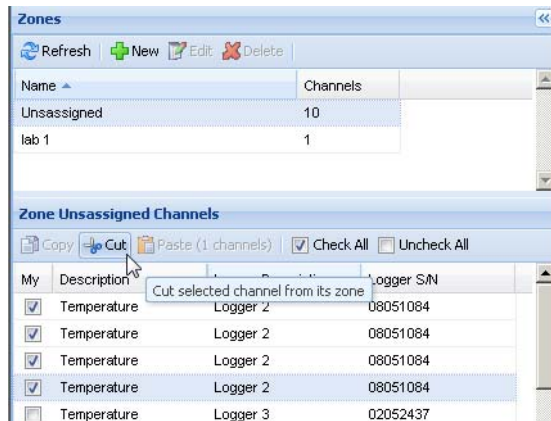 Zones
Refresh New Edit Delete
Name Channels
Unsassigned 10
lab 1 1
Zone Unsassigned Channels
Copy Cut Paste (1 channels) Check All Uncheck All
My Description Logger S/N
Cut selected channel from its zone
Temperature Logger 2 08051084
Temperature Logger 2 08051084
Temperature Logger 2 08051084
Temperature Logger 2 08051084
Temperature Logger 3 02052437